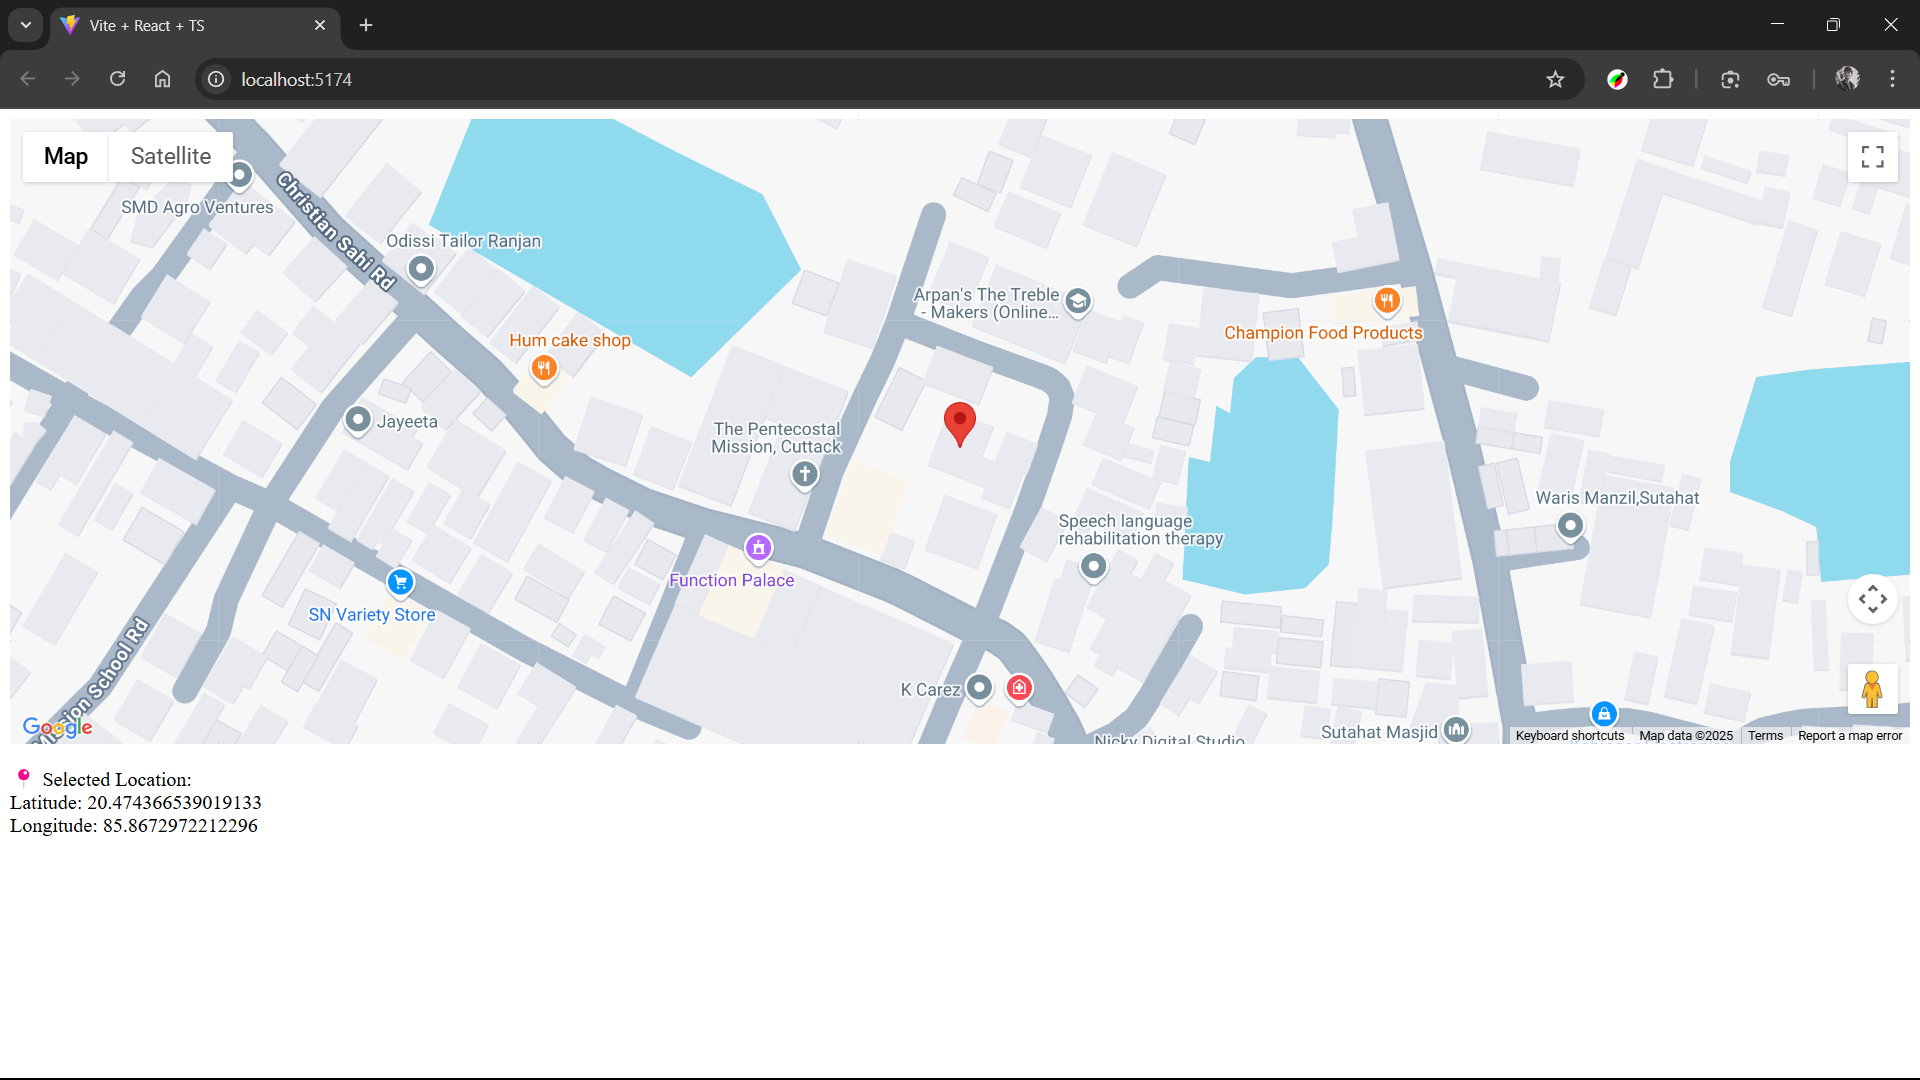 Vite + React + TS
localhost:5174
Map
Satellite
SMD Agro Ventures
Christian Sahi Rd
Odissi Tailor Ranjan
Arpan's The Treble
- Makers (Online...
Champion Food Products
Hum cake shop
Jayeeta
The Pentecostal
Mission, Cuttack
Waris Manzil,Sutahat
Speech language
rehabilitation therapy
Function Palace
SN Variety Store
Mission School Rd
K Carez
Sutahat Masjid
Nicky Digital Studio
Google
Keyboard shortcuts
Map data ©2025
Terms
Report a map error
Selected Location:
Latitude: 20.474366539019133
Longitude: 85.8672972212296